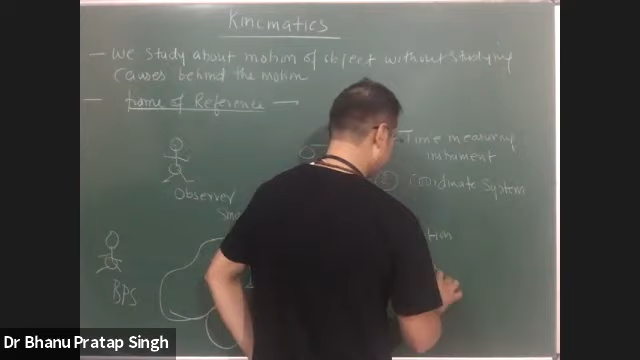 Kinematics
— We study about motion of object without studying
causes behind the motion
— frame of Reference —
Time measuring
instrument
Coordinate System
Observer
BPS
Dr Bhanu Pratap Singh